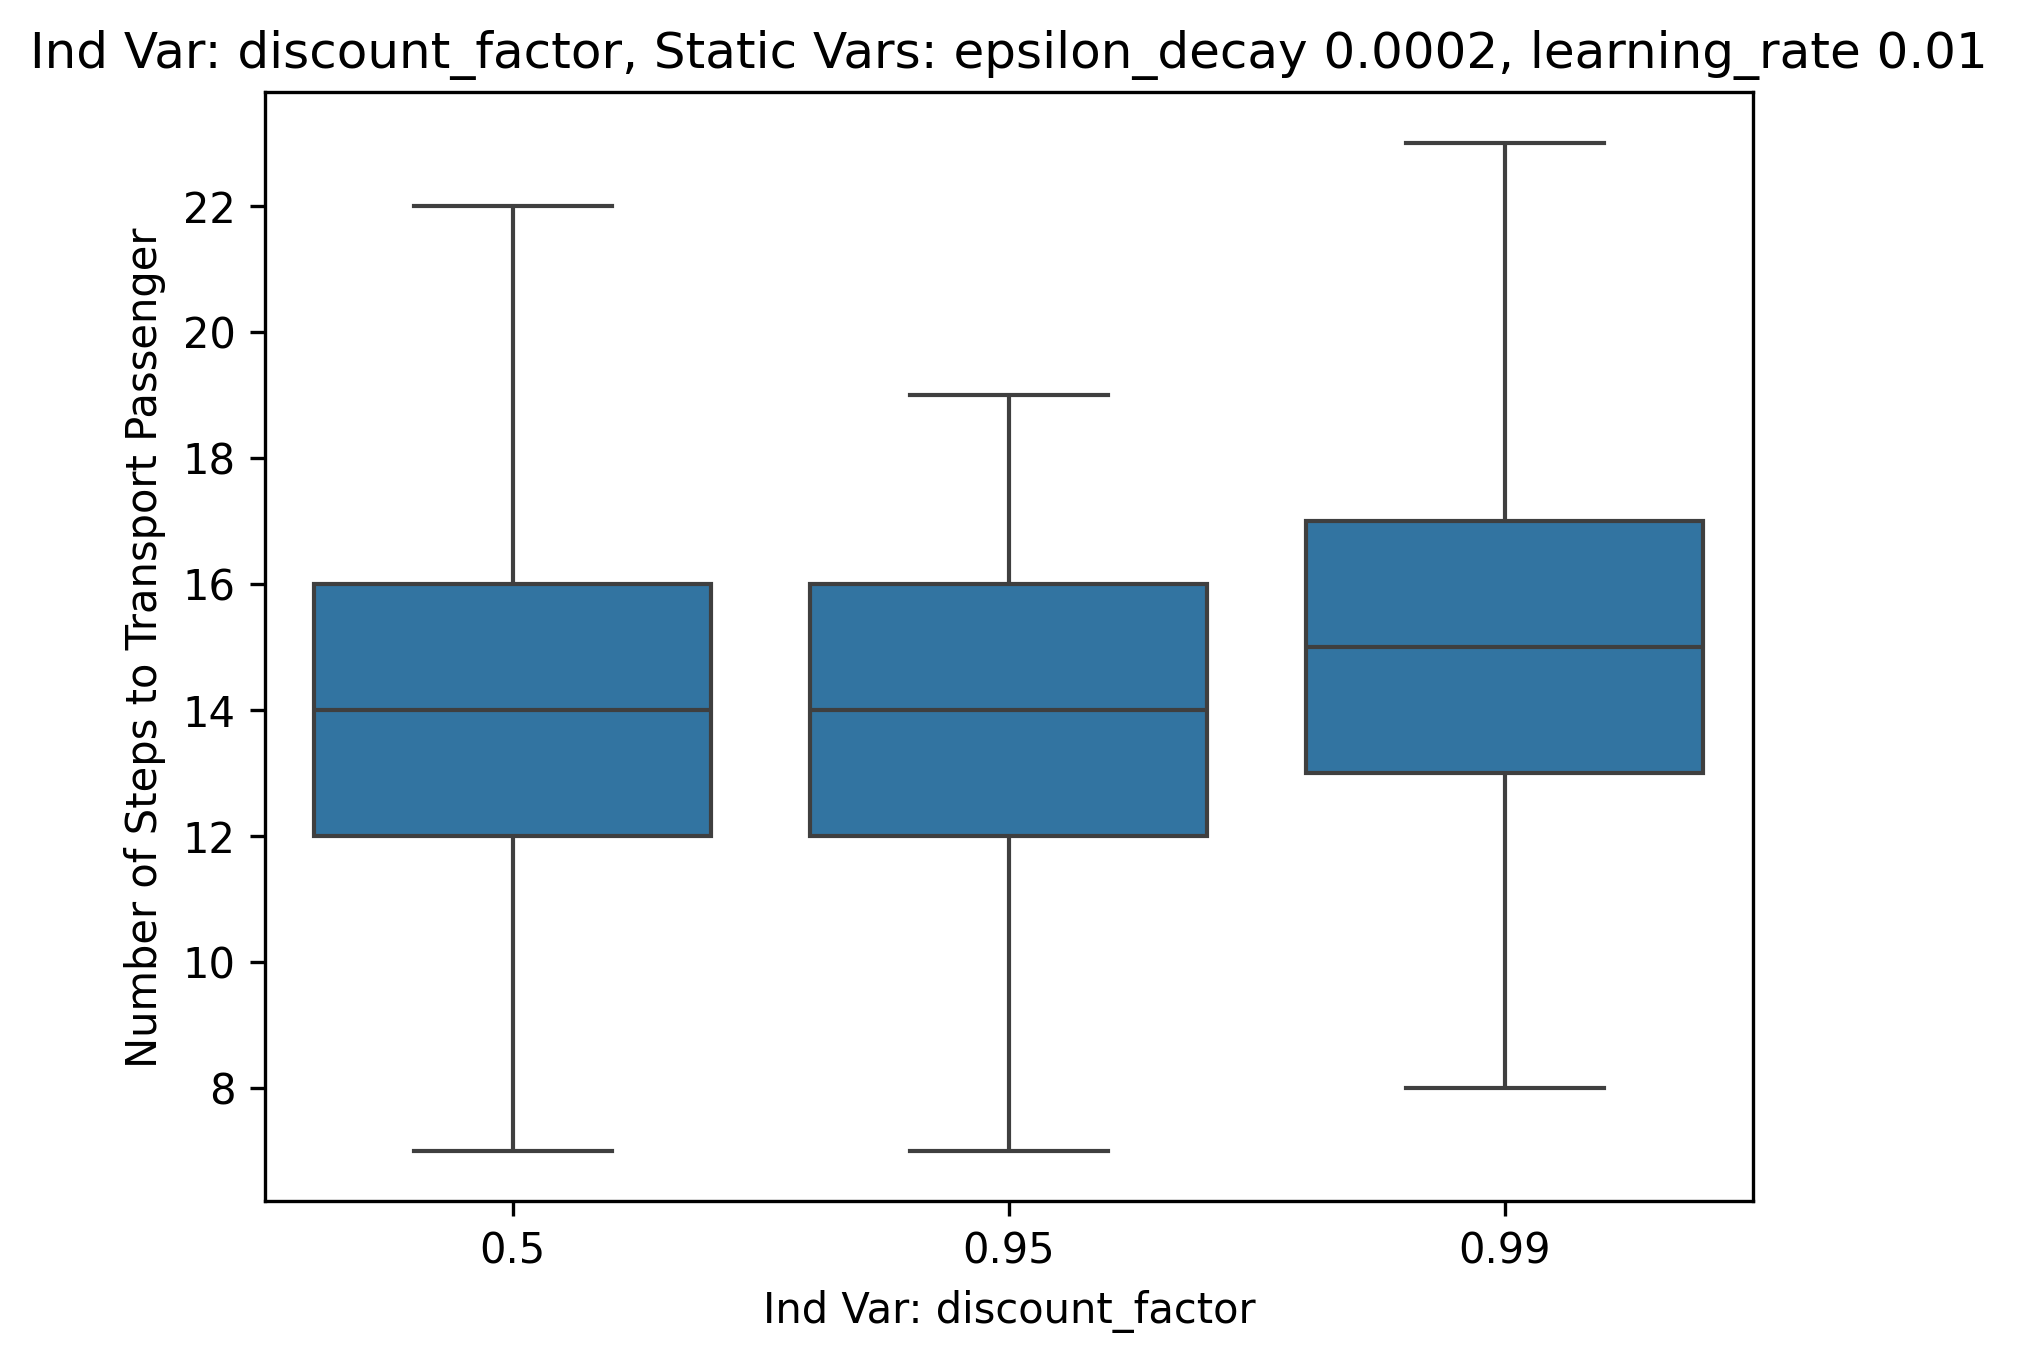 Ind Var: discount_factor, Static Vars: epsilon_decay 0.0002, learning_rate 0.01
Number of Steps to Transport Passenger
22
20
18
16
14
12
10
8
0.5 0.95 0.99
Ind Var: discount_factor